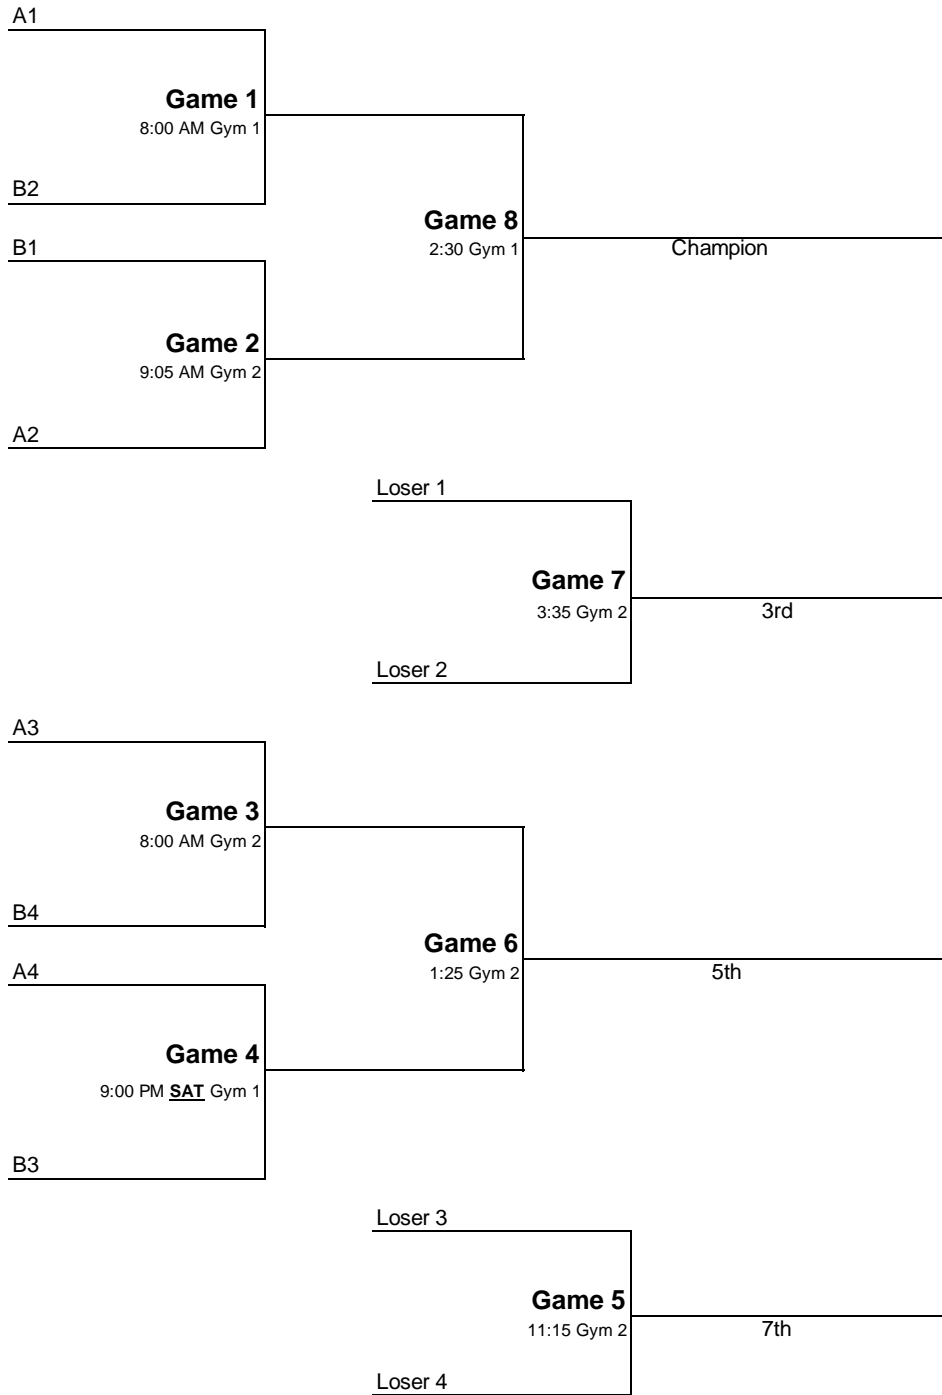 A1
Game 1
8:00 AM Gym 1
B2
Game 8
B1
2:30 Gym 1
Champion
Game 2
9:05 AM Gym 2
A2
Loser 1
Game 7
3:35 Gym 2
3rd
Loser 2
A3
Game 3
8:00 AM Gym 2
B4
Game 6
A4
1:25 Gym 2
5th
Game 4
9:00 PM SAT Gym 1
B3
Loser 3
Game 5
11:15 Gym 2
7th
Loser 4